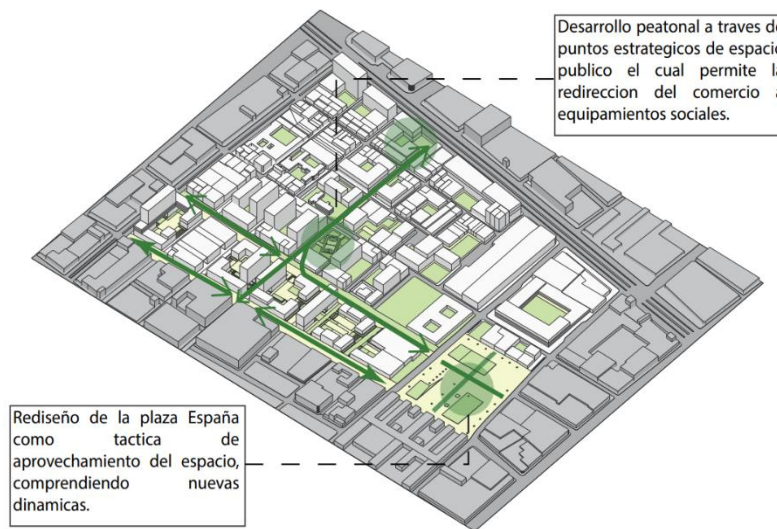 Desarrollo peatonal a traves de
puntos estrategicos de espacio
publico el cual permite la
redireccion del comercio a
equipamientos sociales.
Rediseño de la plaza España
como tactica de
aprovechamiento del espacio,
comprendiendo nuevas
dinamicas.